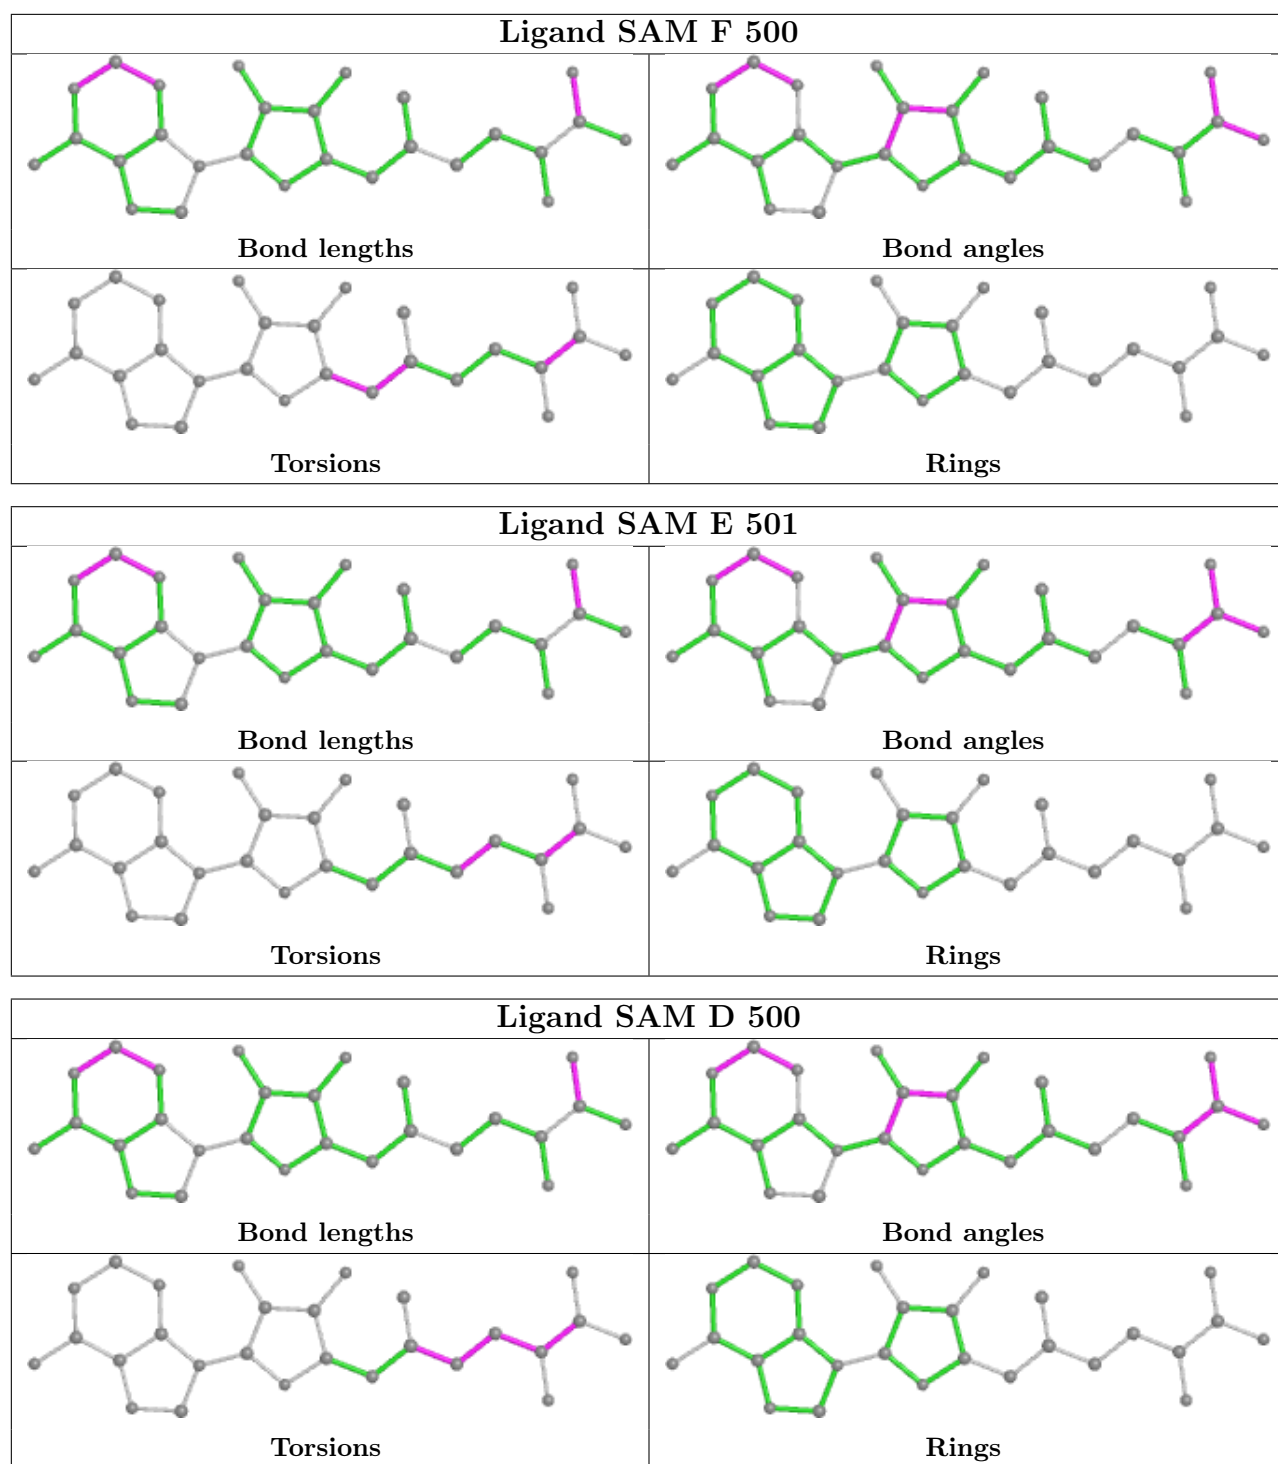 Ligand SAM F 500
Bond lengths
Bond angles
Torsions
Rings
Ligand SAM E 501
Bond lengths
Bond angles
Torsions
Rings
Ligand SAM D 500
Bond lengths
Bond angles
Torsions
Rings